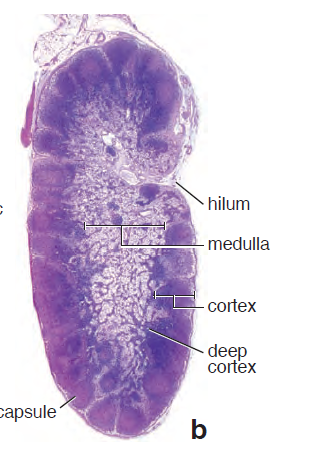 c
hilum
medulla
cortex
deep
cortex
capsule
b